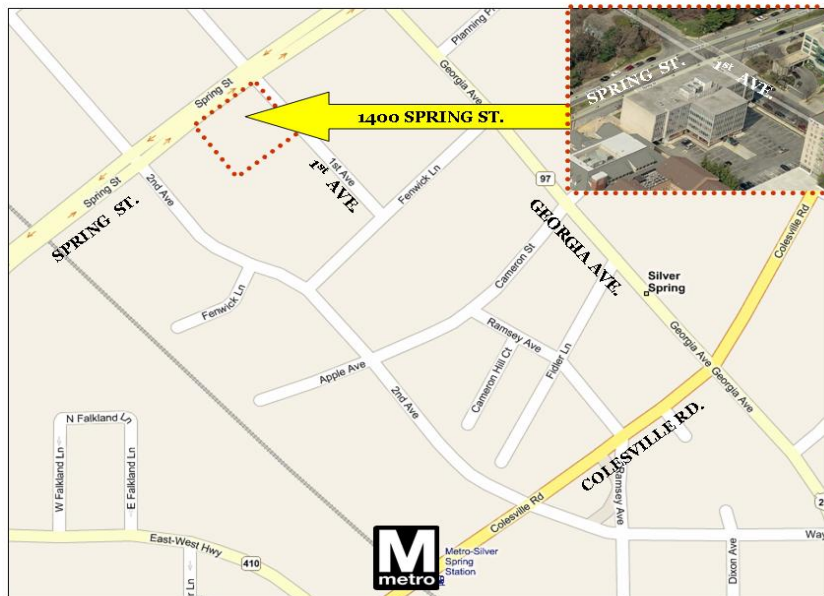 Planning P
Spring St
Georgia Ave
SPRING ST.
1st AVE.
1400 SPRING ST.
1st Ave
1st AVE.
Fenwick Ln
97
Spring St
2nd Ave
SPRING ST.
GEORGIA AVE.
Colesville Rd
Cameron St
Silver
Spring
Fenwick Ln
Ramsey Ave
Georgia Ave Georgia Ave
Apple Ave
Cameron Hill Ct
Fidler Ln
2nd Ave
N Falkland Ln
COLESVILLE RD.
W Falkland Ln
E Falkland Ln
Ramsey Ave
Colesville Rd
2
East-West Hwy
410
M
metro
Metro-Silver
Spring
Station
Way
Dixon Ave
r Ln